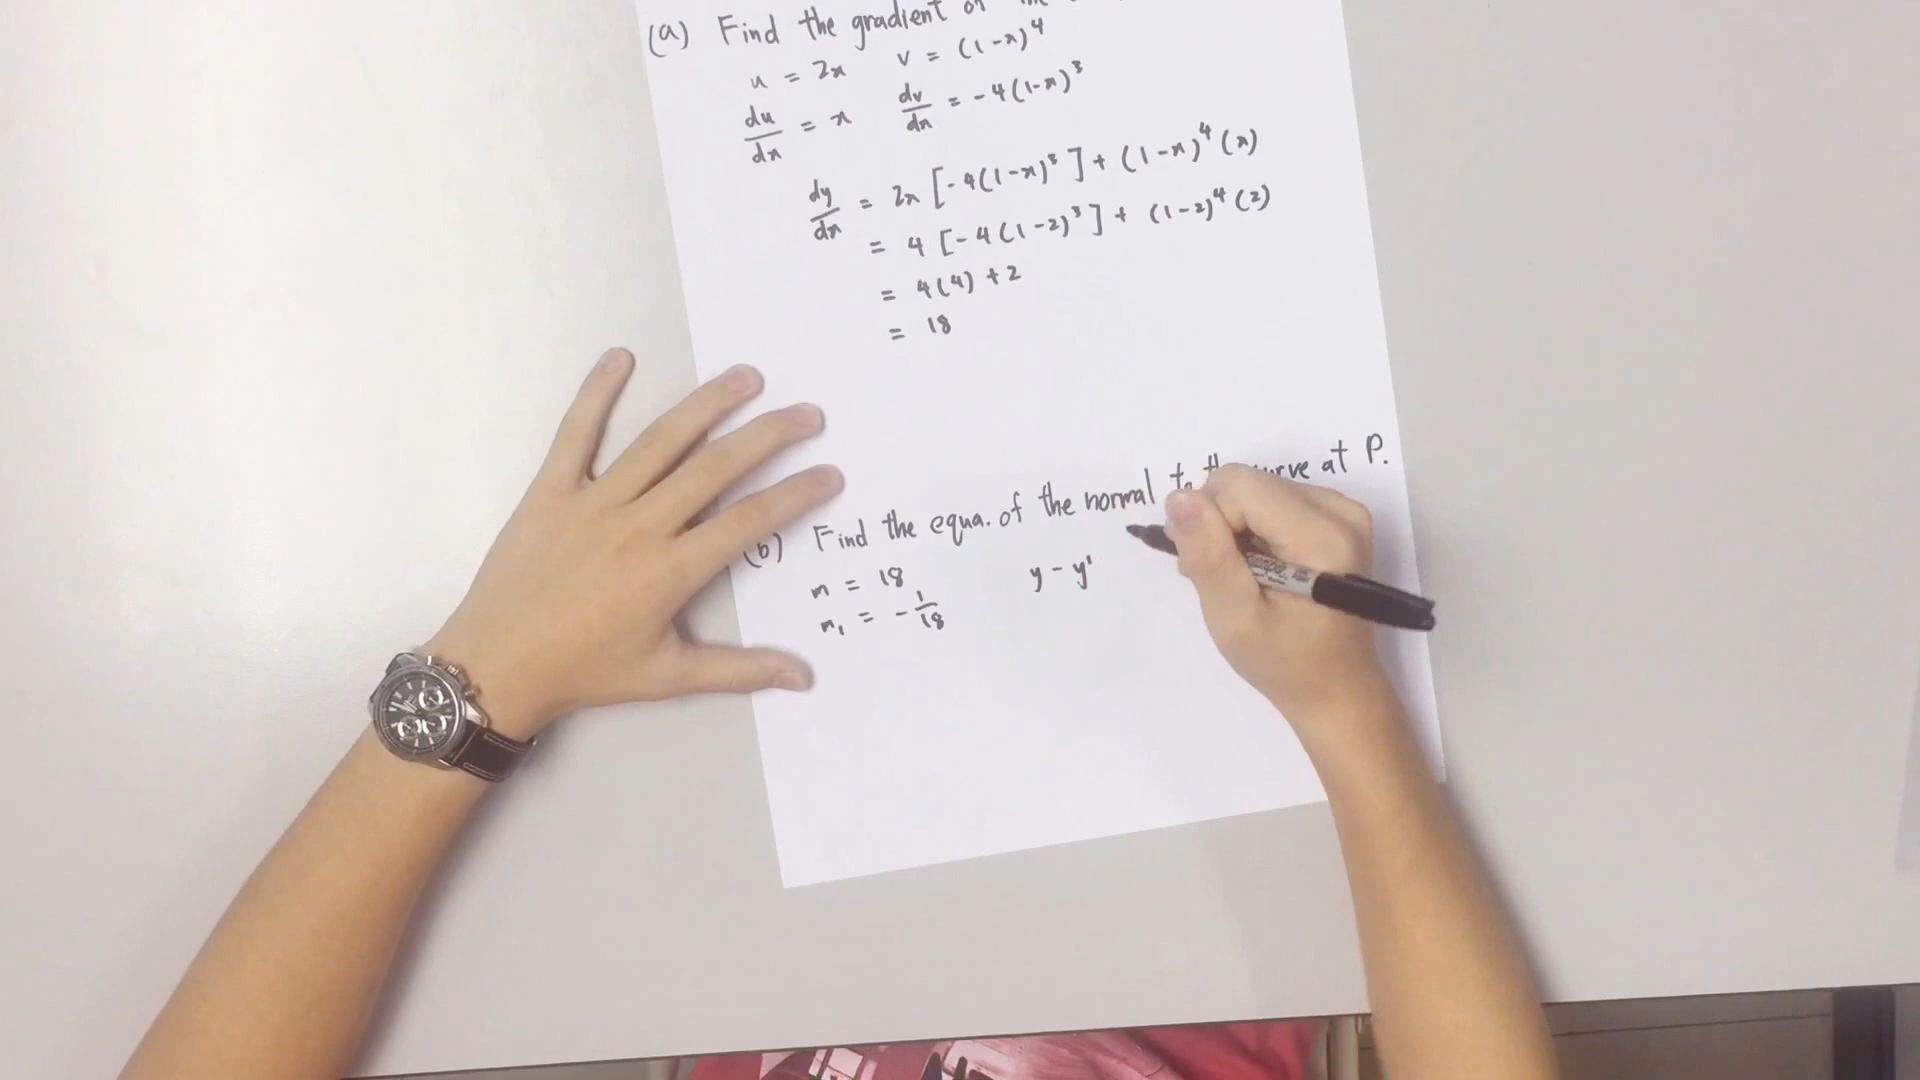 (a) Find the gradient of
u = 2x v = (1-x)^4
du/dx = x dv/dx = -4(1-x)^3
dy/dx = 2x [-4(1-x)^3] + (1-x)^4 (x)
= 4 [-4(1-2)^3] + (1-2)^4 (2)
= 4(4) + 2
= 18
(b) Find the equa. of the normal to the curve at P.
m = 18 y - y'
m₁ = -1/18